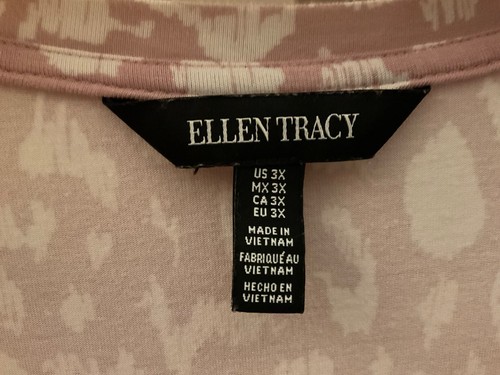 ELLEN TRACY
US 3X
MX 3X
CA 3X
EU 3X
MADE IN
VIETNAM
FABRIQUÉ AU
VIETNAM
HECHO EN
VIETNAM